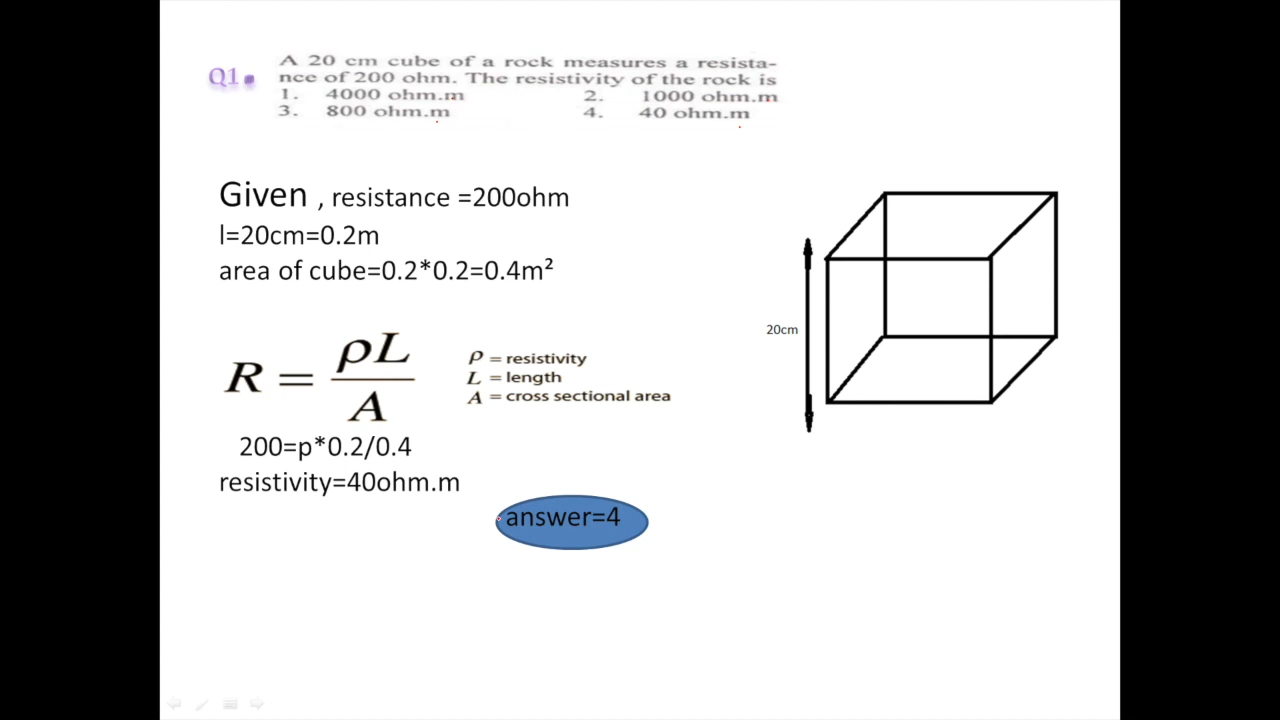 Q1. A 20 cm cube of a rock measures a resista-
nce of 200 ohm. The resistivity of the rock is
1. 4000 ohm.m 2. 1000 ohm.m
3. 800 ohm.m 4. 40 ohm.m
Given , resistance =200ohm
l=20cm=0.2m
area of cube=0.2*0.2=0.4m²
20cm
R = ρL/A
ρ = resistivity
L = length
A = cross sectional area
200=p*0.2/0.4
resistivity=40ohm.m
answer=4